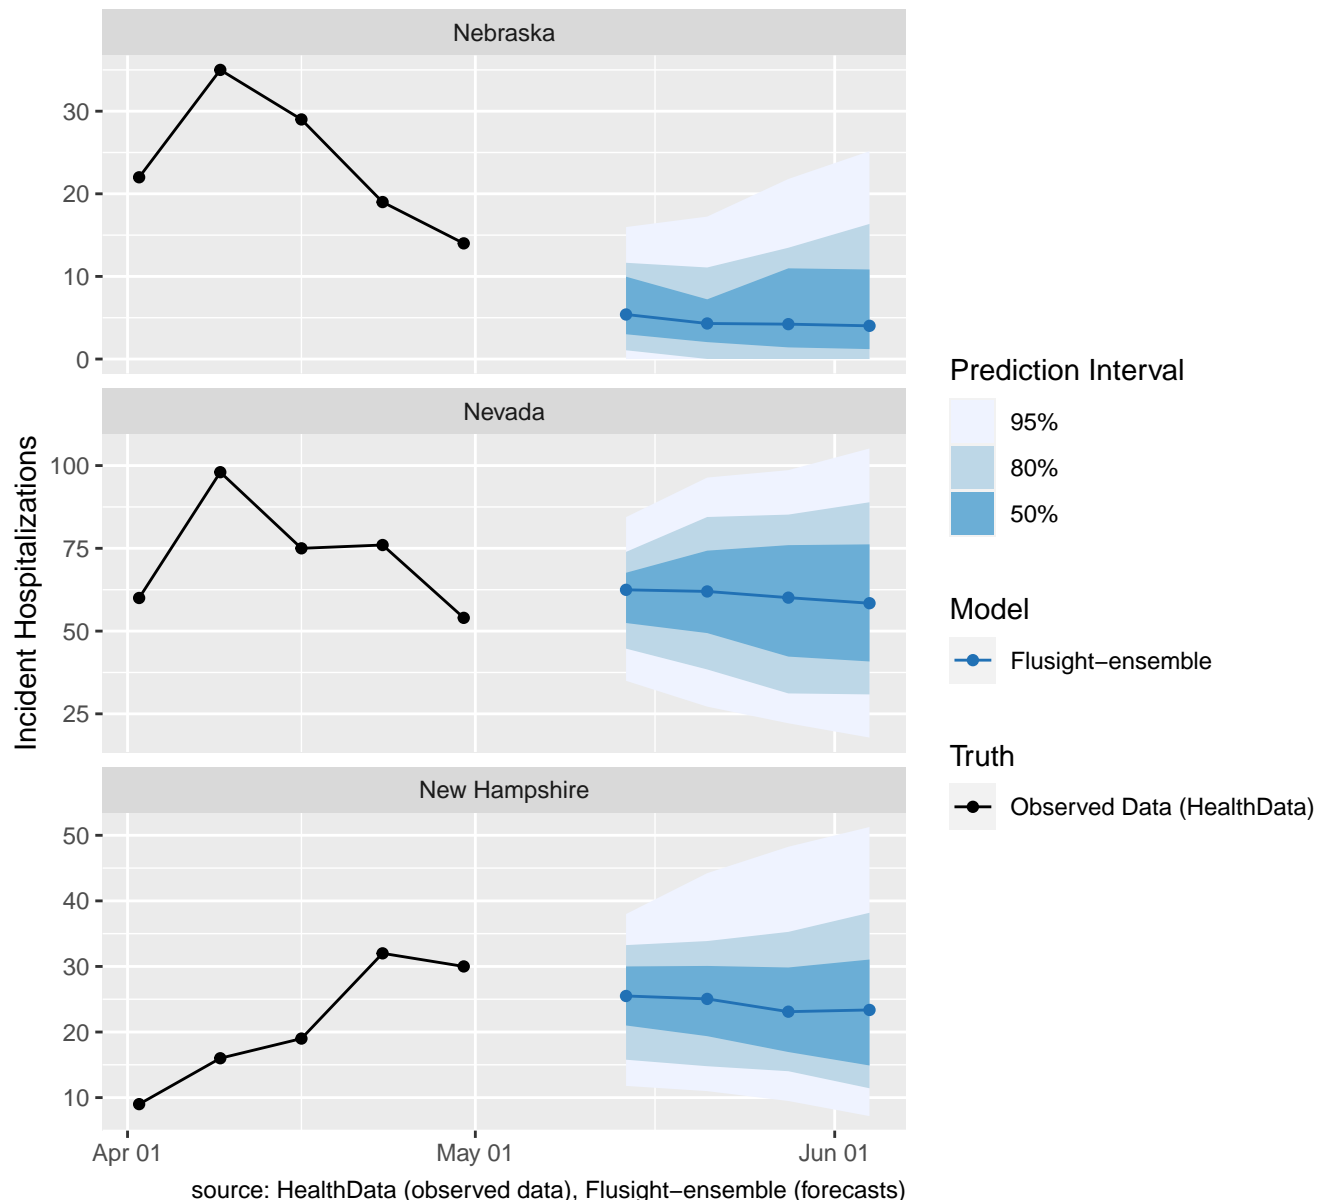 Nebraska
30
20
10
0
Nevada
100
75
50
25
New Hampshire
50
40
30
20
10
Apr 01
May 01
Jun 01
Incident Hospitalizations
source: HealthData (observed data), Flusight−ensemble (forecasts)
Prediction Interval
95%
80%
50%
Model
Flusight−ensemble
Truth
Observed Data (HealthData)